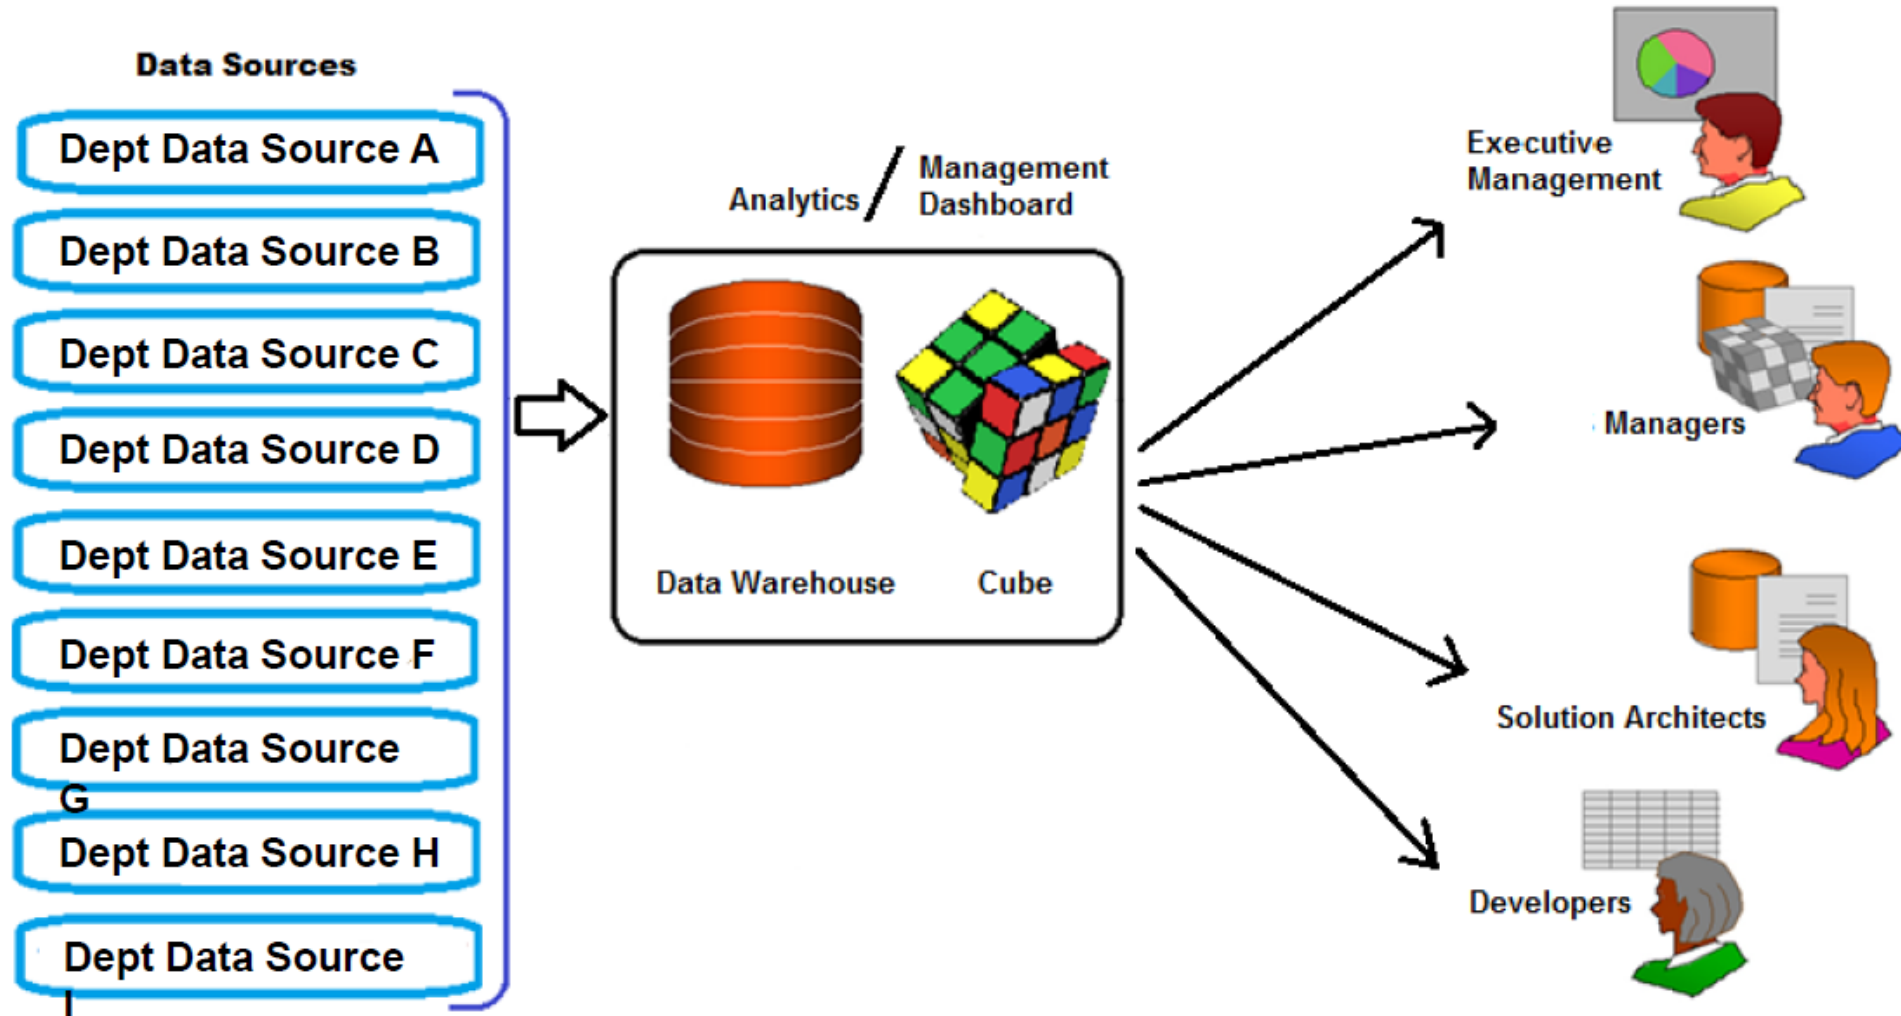 Data Sources
Dept Data Source A
Dept Data Source B
Dept Data Source C
Dept Data Source D
Dept Data Source E
Dept Data Source F
Dept Data Source
G
Dept Data Source H
Dept Data Source
I
Analytics /
Management
Dashboard
Data Warehouse
Cube
Executive
Management
Managers
Solution Architects
Developers